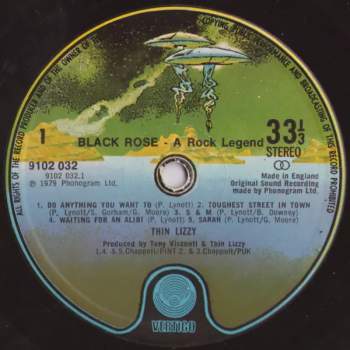 ALL RIGHTS OF THE RECORD PRODUCER AND OF THE OWNER OF
COPYING, PUBLIC PERFORMANCE AND BROADCASTING OF THIS RECORD PROHIBITED
1
BLACK ROSE - A Rock Legend
33⅓
STEREO
9102 032
9102 032.1
℗ 1979 Phonogram Ltd.
Made in England
Original Sound Recording
made by Phonogram Ltd.
1. DO ANYTHING YOU WANT TO (P. Lynott) 2. TOUGHEST STREET IN TOWN
(P. Lynott/S. Gorham/G. Moore) 3. S & M (P. Lynott/B. Downey)
4. WAITING FOR AN ALIBI (P. Lynott) 5. SARAH (P. Lynott/G. Moore)
THIN LIZZY
Produced by Tony Visconti & Thin Lizzy
1.4. & 5.Chappell/PINT 2. & 3.Chappell/PUK
VERTIGO